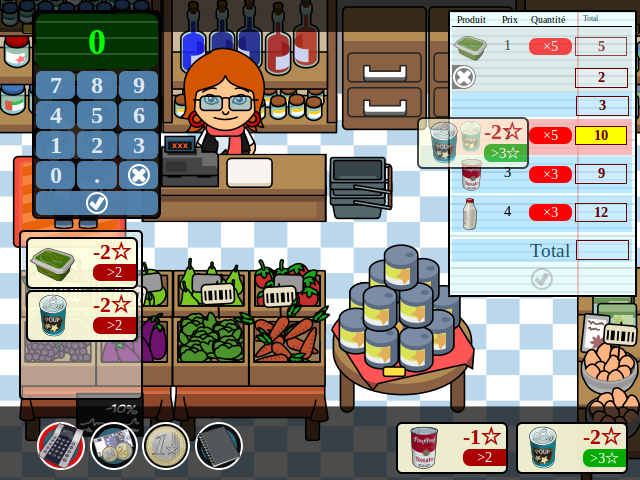 0
7 8 9
4 5 6
1 2 3
0 .
XXX
Produit Prix Quantité Total
1 ×5 5
2
3
-2☆ ×5 10
>3☆
3 ×3 9
4 ×3 12
Total
-2☆
>2
-2☆
>2
-10%
-1☆
>2
-2☆
>3☆